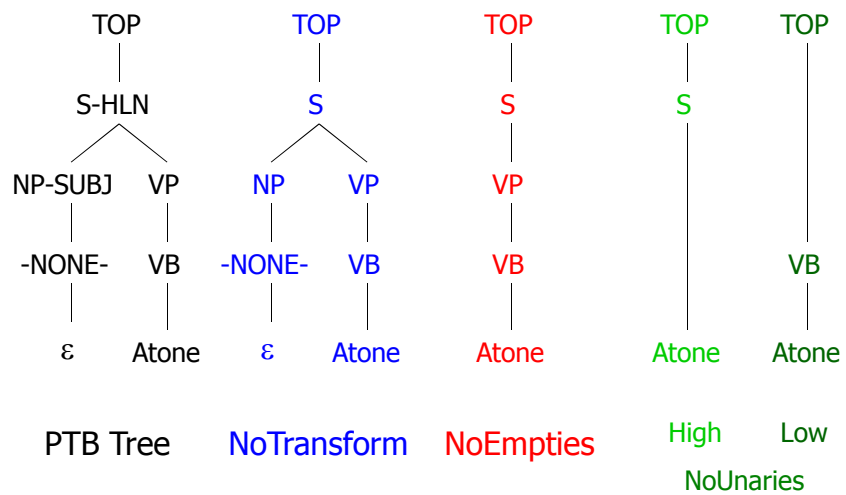 TOP TOP TOP TOP TOP
S-HLN S S S
NP-SUBJ VP NP VP VP
-NONE- VB -NONE- VB VB VB
ε Atone ε Atone Atone Atone Atone
PTB Tree NoTransform NoEmpties High Low
NoUnaries